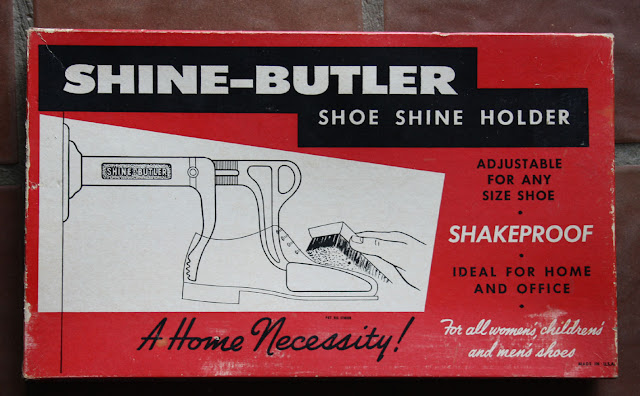 SHINE-BUTLER
SHOE SHINE HOLDER
SHINE-BUTLER
ADJUSTABLE
FOR ANY
SIZE SHOE
•
SHAKEPROOF
•
IDEAL FOR HOME
AND OFFICE
•
A Home Necessity!
For all women's, childrens'
and men's shoes
MADE IN U.S.A.